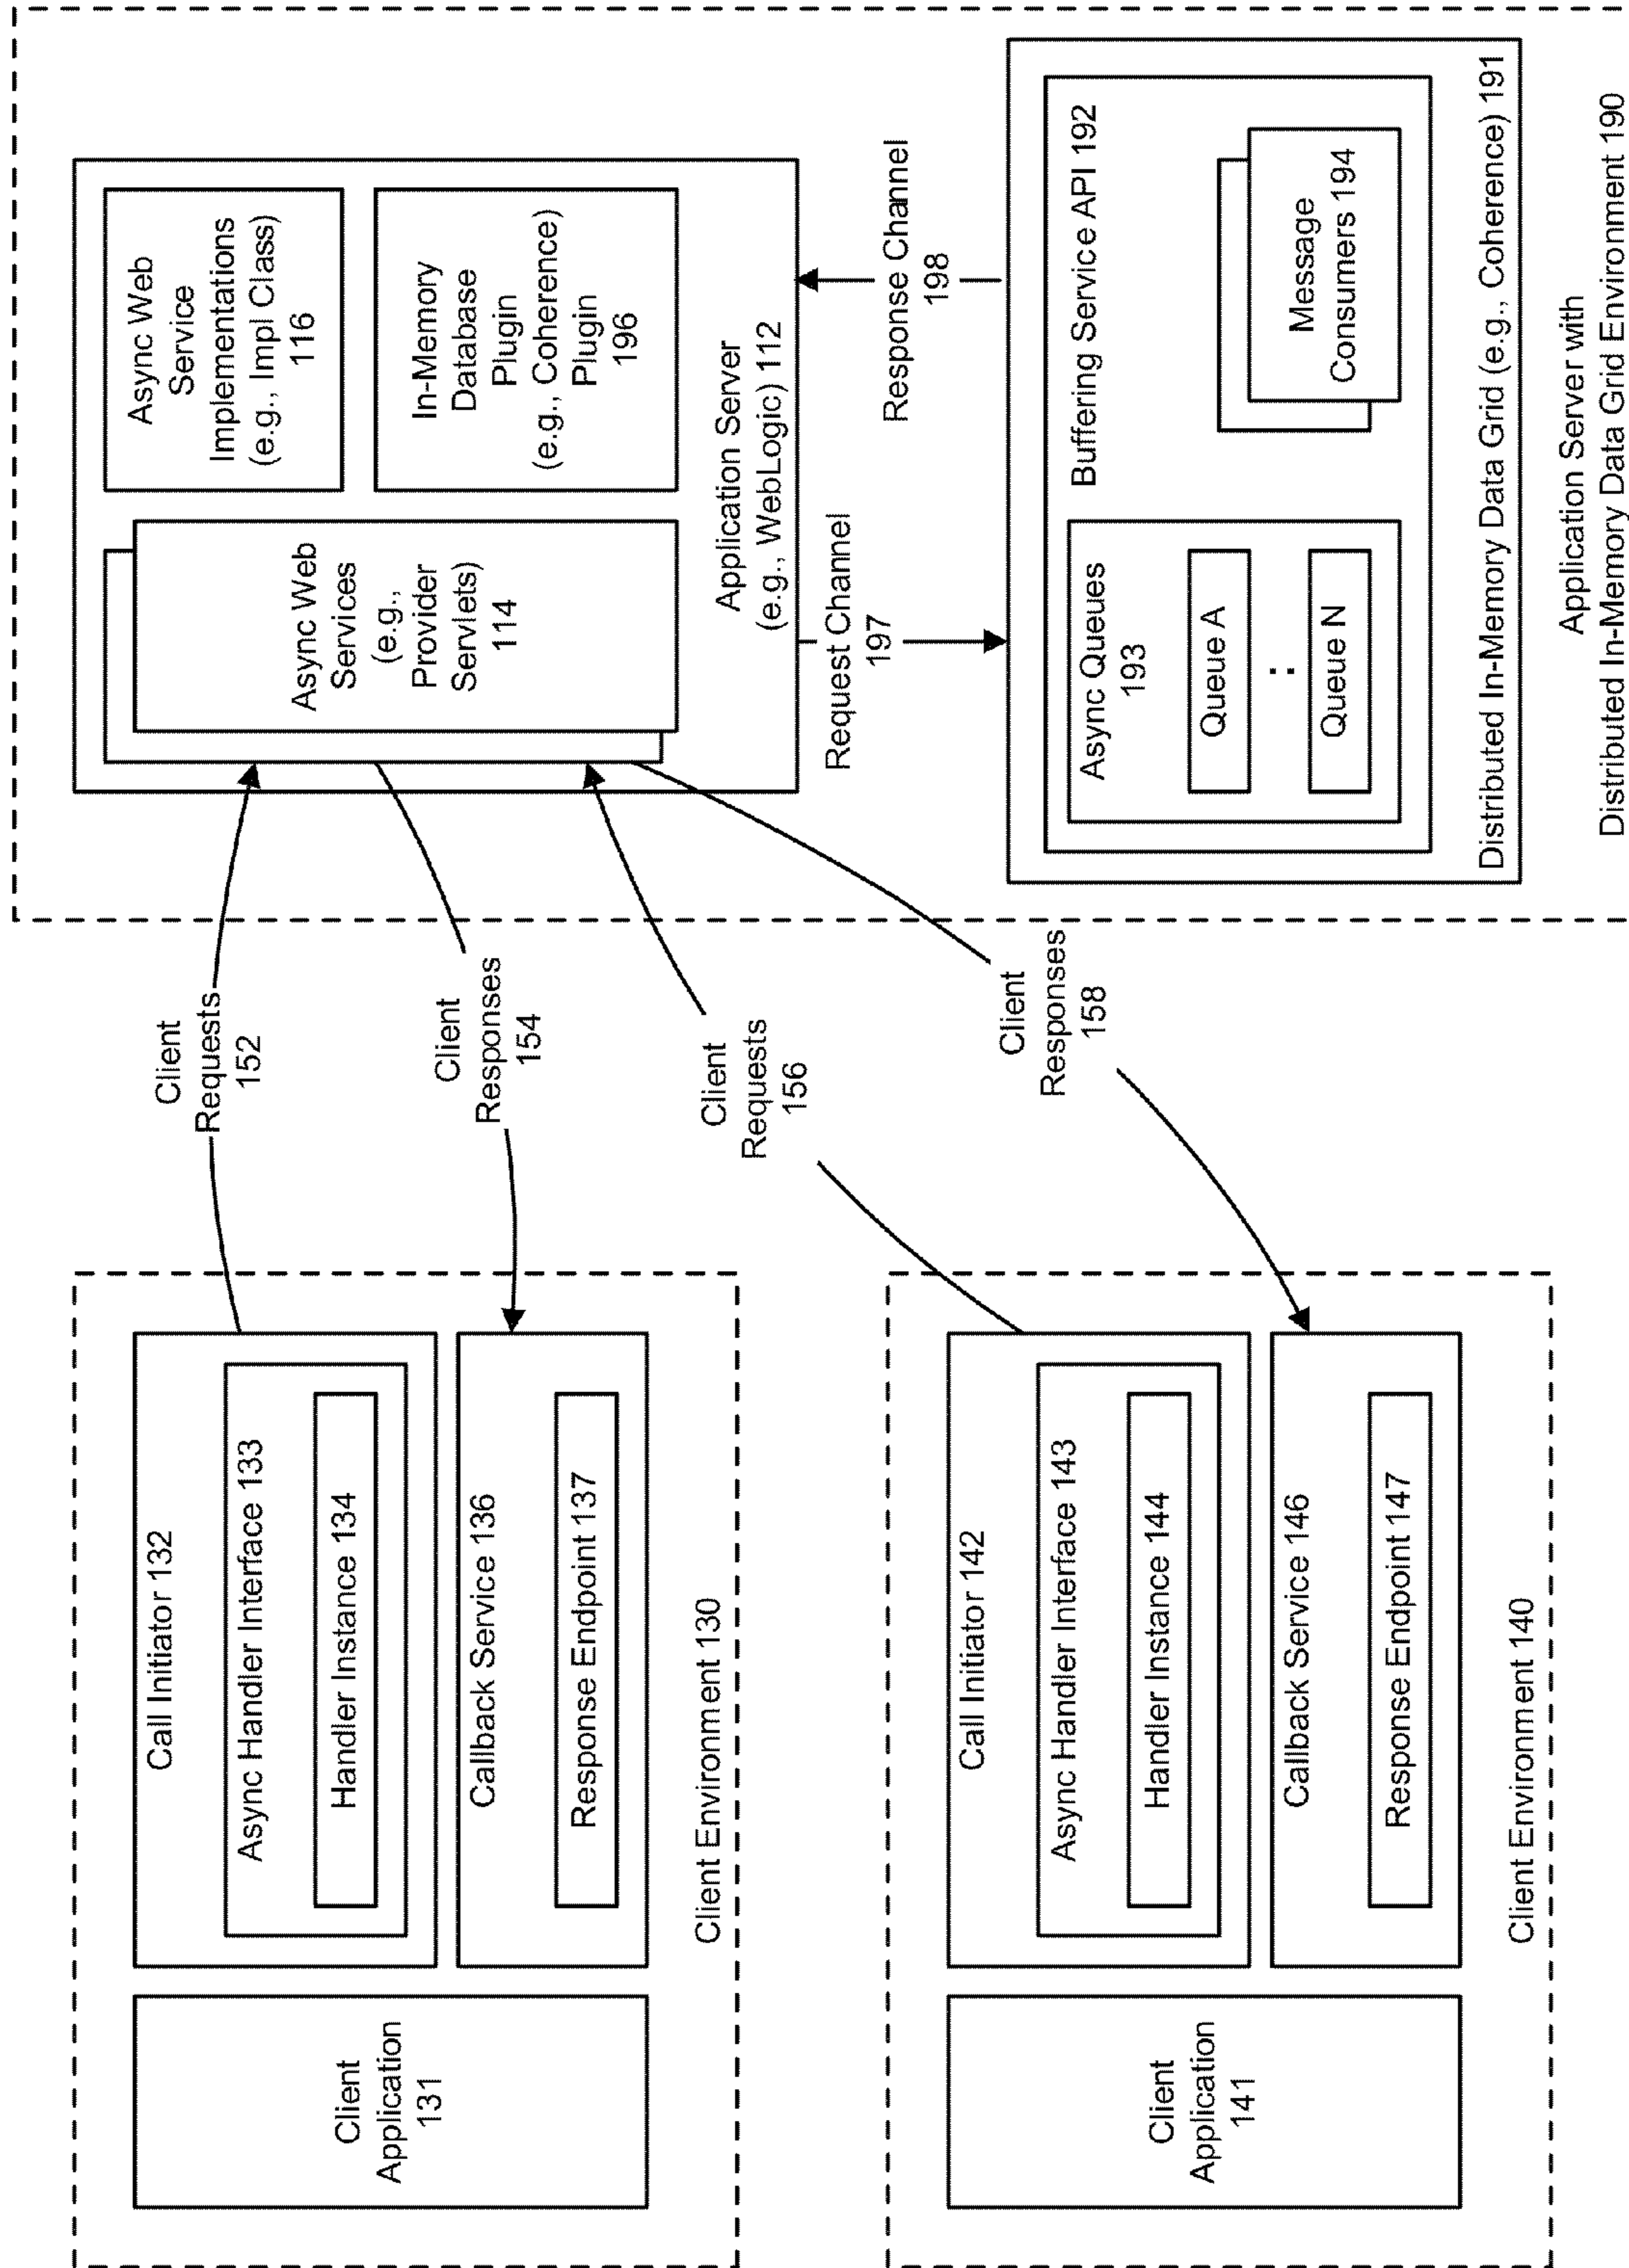 Client
Application
131
Call Initiator 132
Async Handler Interface 133
Handler Instance 134
Callback Service 136
Response Endpoint 137
Client Environment 130
Client
Application
141
Call Initiator 142
Async Handler Interface 143
Handler Instance 144
Callback Service 146
Response Endpoint 147
Client Environment 140
Client
Requests
152
Client
Responses
154
Client
Requests
156
Client
Responses
158
Async Web
Services
(e.g.,
Provider
Servlets)
114
Async Web
Service
Implementations
(e.g., Impl Class)
116
In-Memory
Database
Plugin
(e.g., Coherence)
Plugin
196
Application Server
(e.g., WebLogic) 112
Request Channel
197
Response Channel
198
Buffering Service API 192
Async Queues
193
Queue A
:
Queue N
Message
Consumers 194
Distributed In-Memory Data Grid (e.g., Coherence) 191
Application Server with
Distributed In-Memory Data Grid Environment 190